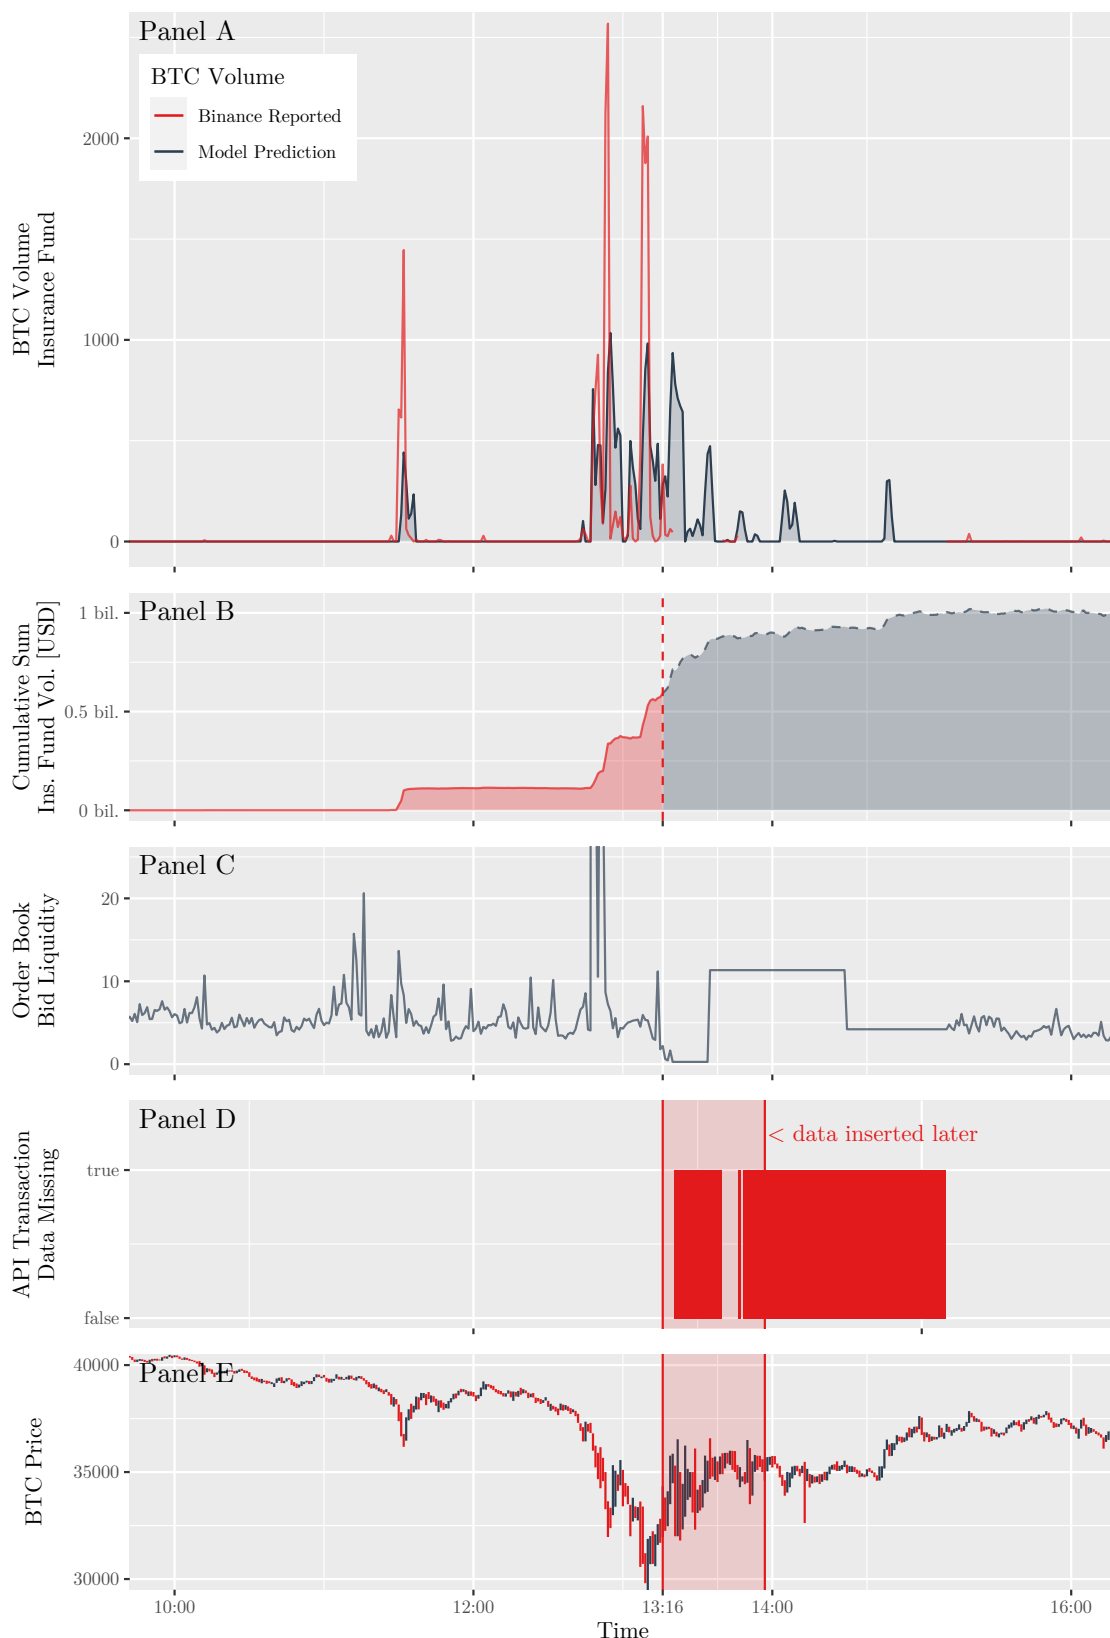 Panel A
BTC Volume
Binance Reported
Model Prediction
2000
1000
0
BTC Volume
Insurance Fund
Panel B
1 bil.
0.5 bil.
0 bil.
Cumulative Sum
Ins. Fund Vol. [USD]
Panel C
20
10
0
Order Book
Bid Liquidity
Panel D
< data inserted later
true
false
API Transaction
Data Missing
Panel E
40000
35000
30000
BTC Price
10:00
12:00
13:16
14:00
16:00
Time